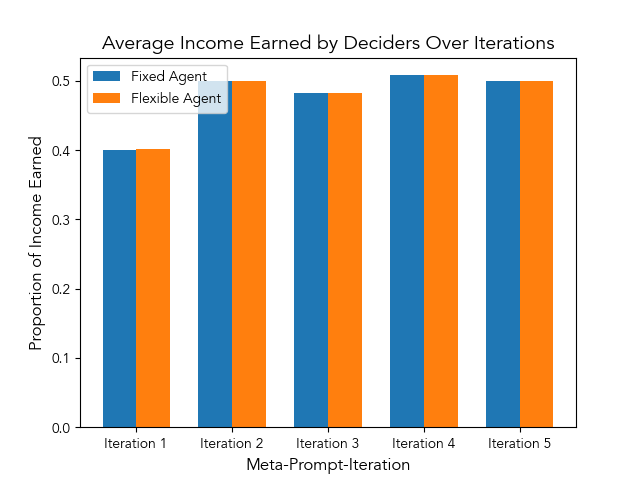 Average Income Earned by Deciders Over Iterations
Fixed Agent
Flexible Agent
Proportion of Income Earned
0.5
0.4
0.3
0.2
0.1
0.0
Iteration 1
Iteration 2
Iteration 3
Iteration 4
Iteration 5
Meta-Prompt-Iteration